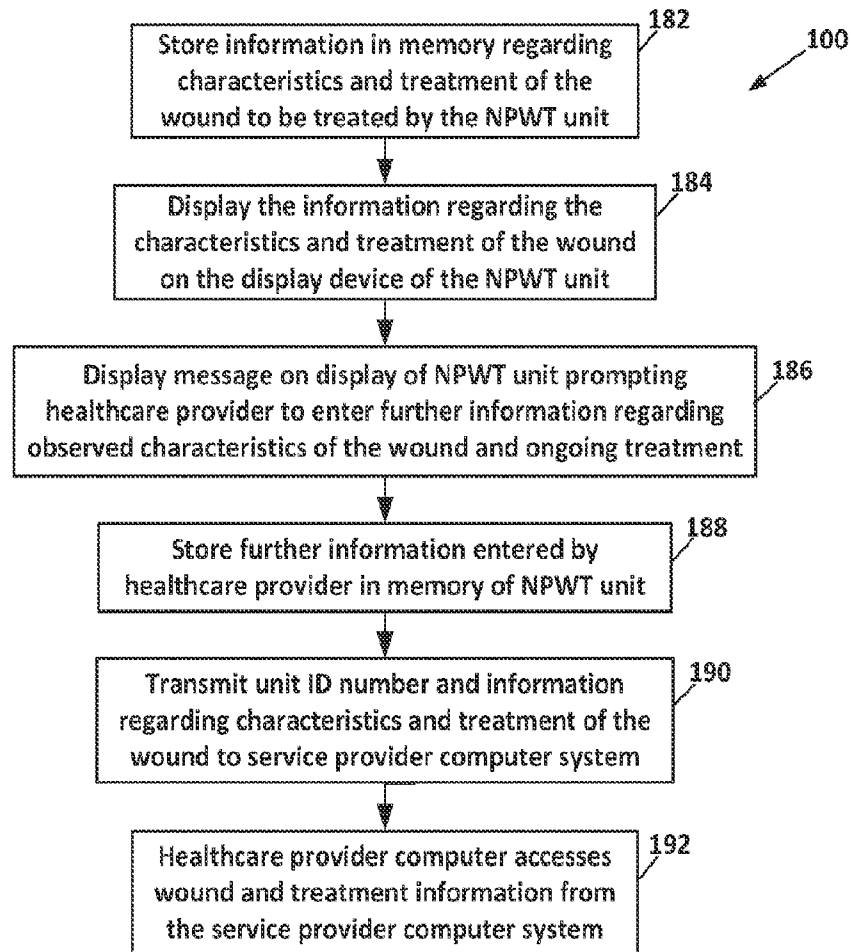 182
100
Store information in memory regarding
characteristics and treatment of the
wound to be treated by the NPWT unit
184
Display the information regarding the
characteristics and treatment of the wound
on the display device of the NPWT unit
186
Display message on display of NPWT unit prompting
healthcare provider to enter further information regarding
observed characteristics of the wound and ongoing treatment
188
Store further information entered by
healthcare provider in memory of NPWT unit
190
Transmit unit ID number and information
regarding characteristics and treatment of the
wound to service provider computer system
192
Healthcare provider computer accesses
wound and treatment information from
the service provider computer system